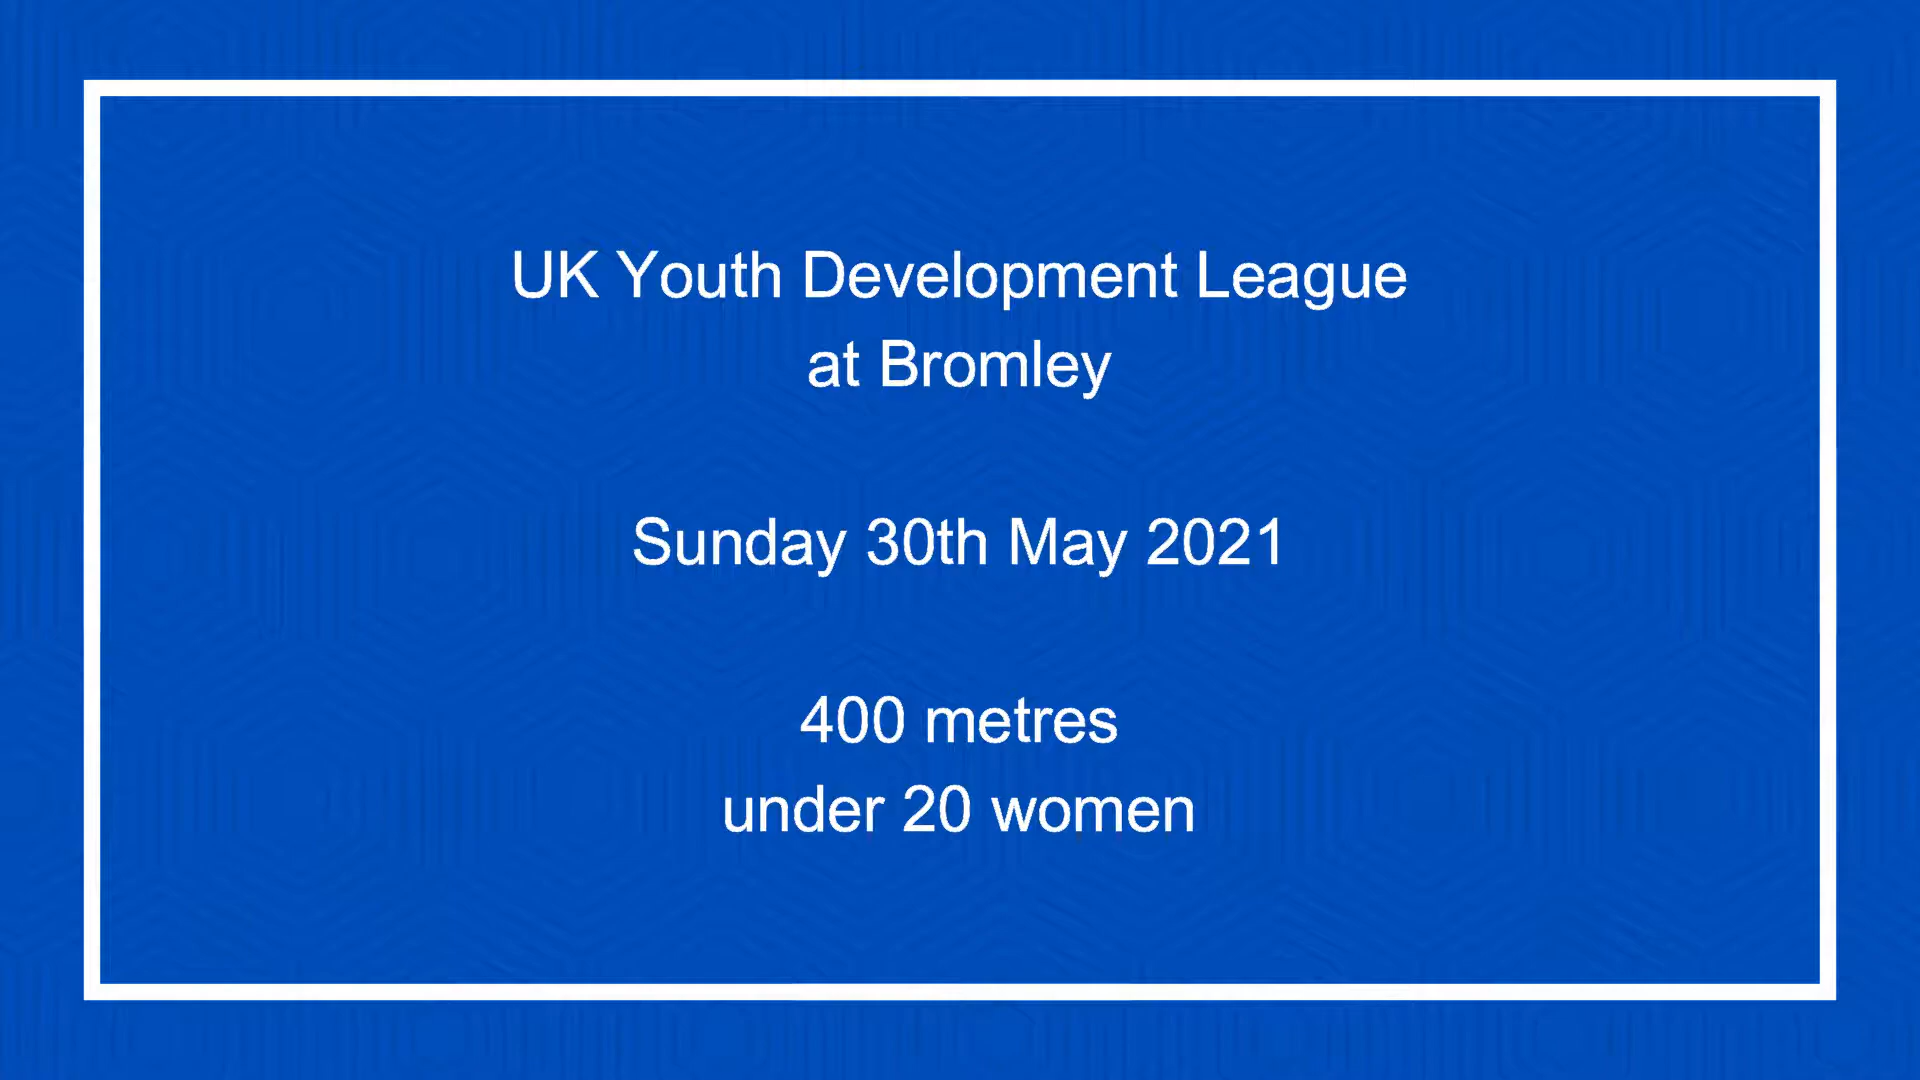 UK Youth Development League
at Bromley
Sunday 30th May 2021
400 metres
under 20 women